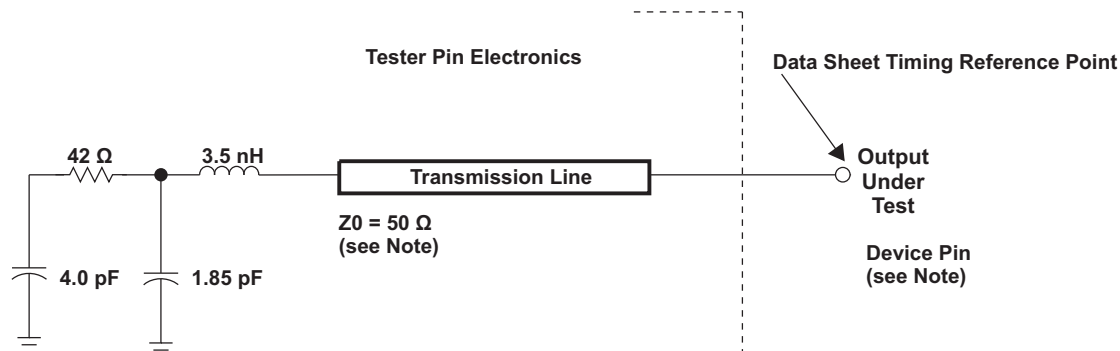 Tester Pin Electronics
Data Sheet Timing Reference Point
42 Ω
3.5 nH
Transmission Line
Output
Under
Test
Z0 = 50 Ω
(see Note)
Device Pin
(see Note)
4.0 pF
1.85 pF